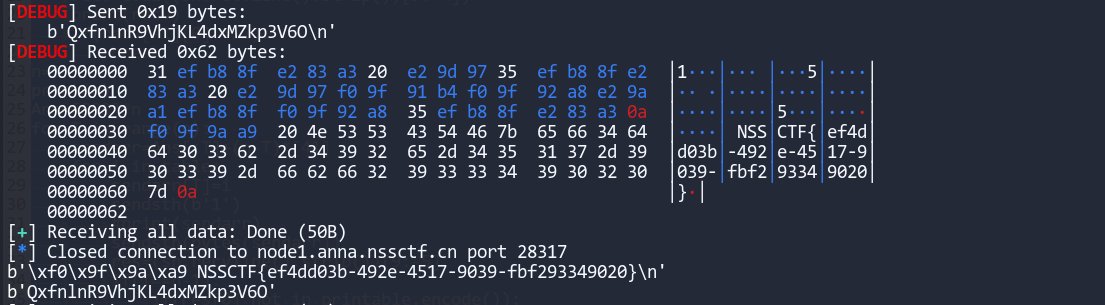 [DEBUG] Sent 0x19 bytes:
    b'QxfnlnR9VhjKL4dxMZkp3V6O\n'
[DEBUG] Received 0x62 bytes:
    00000000  31 ef b8 8f  e2 83 a3 20  e2 9d 97 35  ef b8 8f e2  │1···│··· │···5│····│
    00000010  83 a3 20 e2  9d 97 f0 9f  91 b4 f0 9f  92 a8 e2 9a  │·· ·│····│····│····│
    00000020  a1 ef b8 8f  f0 9f 92 a8  35 ef b8 8f  e2 83 a3 0a  │····│····│5···│····│
    00000030  f0 9f 9a a9  20 4e 53 53  43 54 46 7b  65 66 34 64  │····│ NSS│CTF{│ef4d│
    00000040  64 30 33 62  2d 34 39 32  65 2d 34 35  31 37 2d 39  │d03b│-492│e-45│17-9│
    00000050  30 33 39 2d  66 62 66 32  39 33 33 34  39 30 32 30  │039-│fbf2│9334│9020│
    00000060  7d 0a  │}·│
    00000062
[+] Receiving all data: Done (50B)
[*] Closed connection to node1.anna.nssctf.cn port 28317
b'\xf0\x9f\x9a\xa9 NSSCTF{ef4dd03b-492e-4517-9039-fbf293349020}\n'
b'QxfnlnR9VhjKL4dxMZkp3V6O'